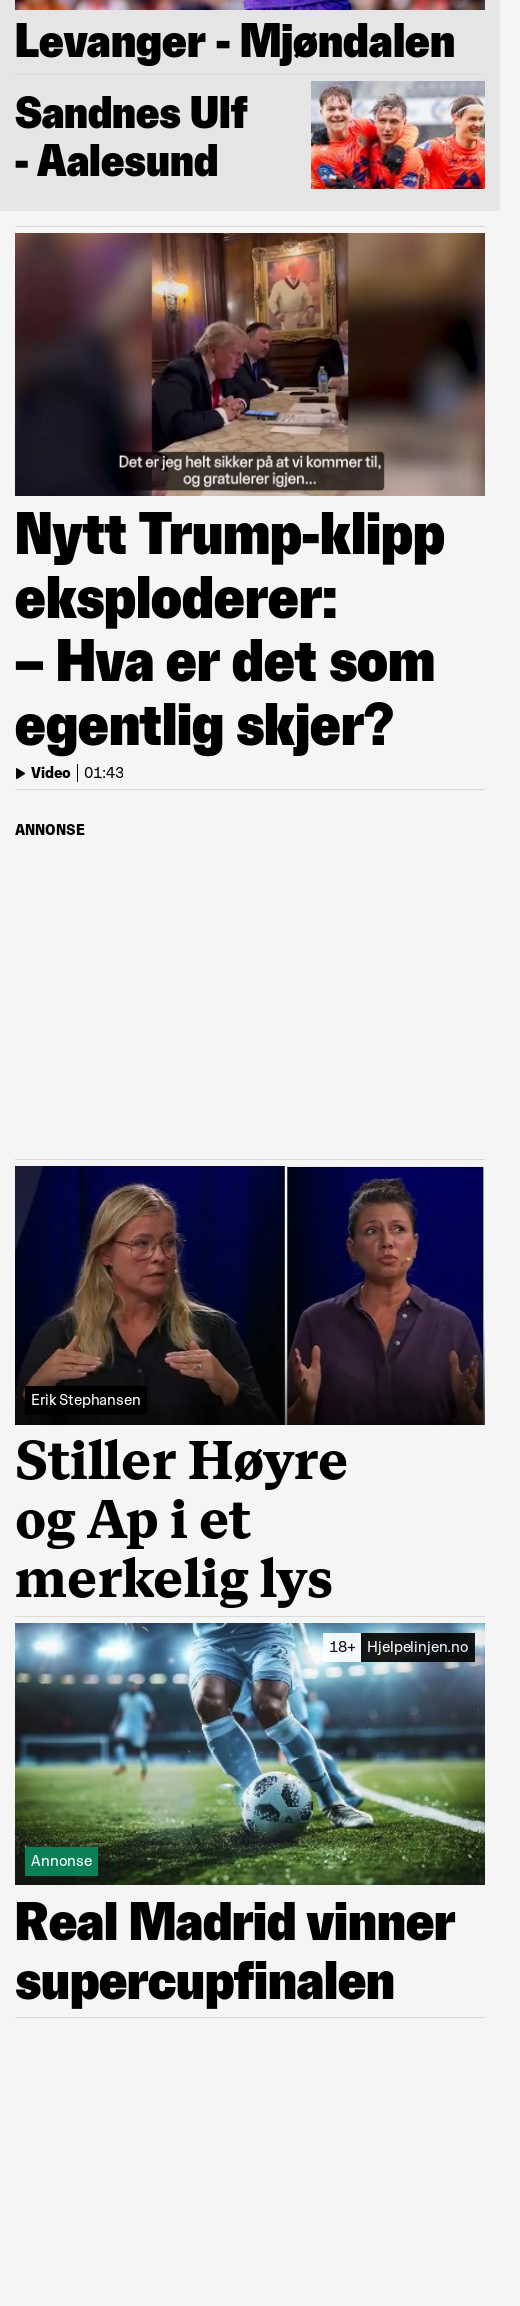 Levanger - Mjøndalen
Sandnes Ulf
- Aalesund
Det er jeg helt sikker på at vi kommer til,
og gratulerer igjen...
Nytt Trump-klipp
eksploderer:
– Hva er det som
egentlig skjer?
Video | 01:43
ANNONSE
Erik Stephansen
Stiller Høyre
og Ap i et
merkelig lys
18+ Hjelpelinjen.no
Annonse
Real Madrid vinner
supercupfinalen